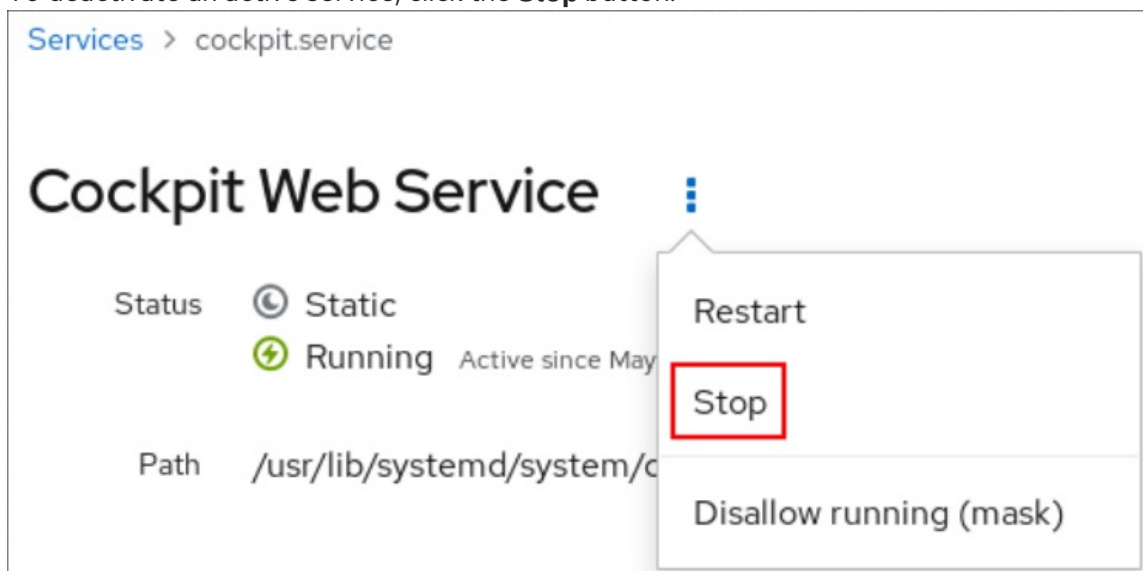 Services > cockpit.service
Cockpit Web Service
Status Static
Running Active since May
Restart
Stop
Path /usr/lib/systemd/system/
Disallow running (mask)